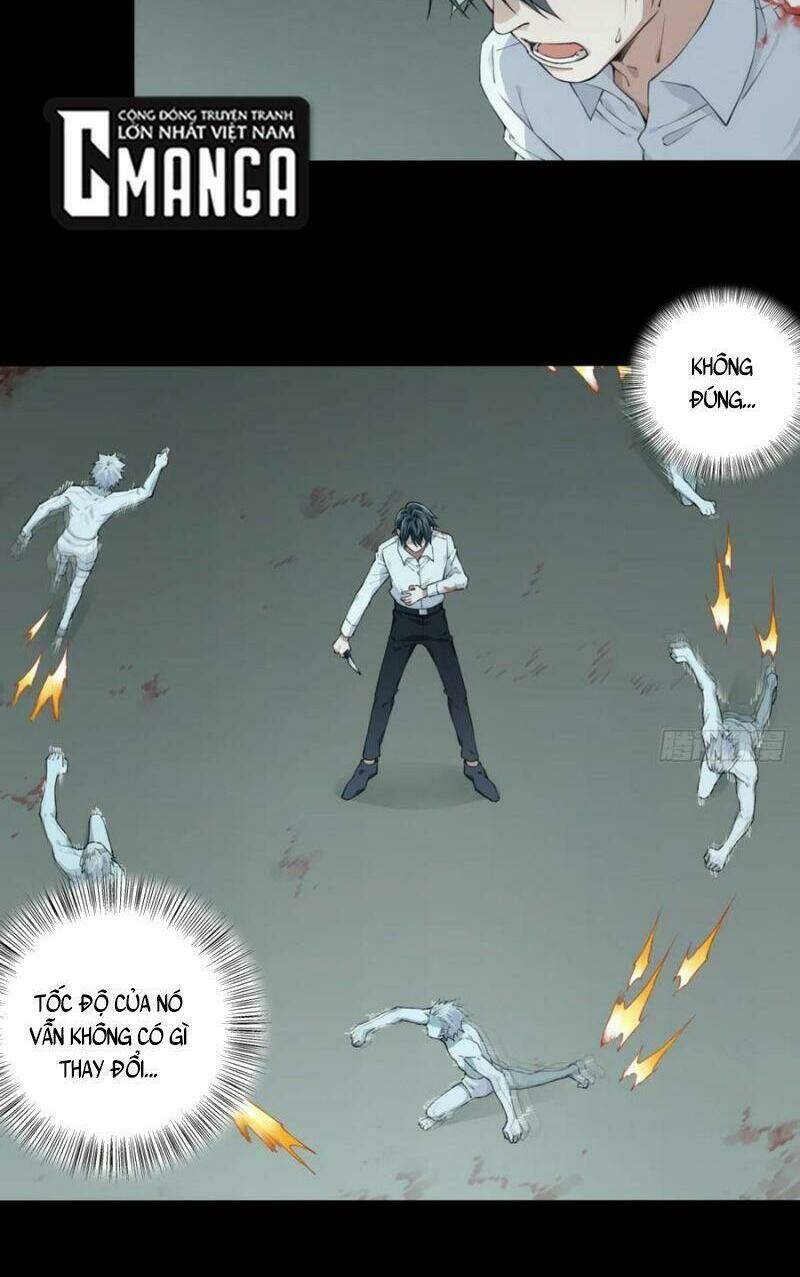 CỘNG ĐỒNG TRUYỆN TRANH
LỚN NHẤT VIỆT NAM
CMANGA
KHÔNG
ĐÚNG...
TỐC ĐỘ CỦA NÓ
VẪN KHÔNG CÓ GÌ
THAY ĐỔI...